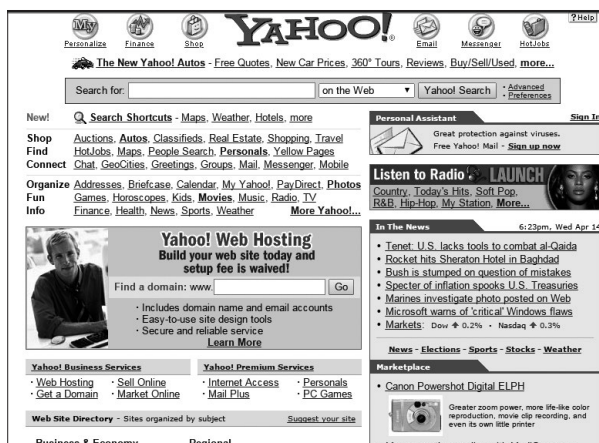 My YAHOO! ?Help
Personalize Finance Shop Email Messenger HotJobs
The New Yahoo! Autos - Free Quotes, New Car Prices, 360° Tours, Reviews, Buy/Sell/Used, more...
Search for: on the Web Yahoo! Search · Advanced
· Preferences
New! Search Shortcuts - Maps, Weather, Hotels, more
Shop Auctions, Autos, Classifieds, Real Estate, Shopping, Travel
Find HotJobs, Maps, People Search, Personals, Yellow Pages
Connect Chat, GeoCities, Greetings, Groups, Mail, Messenger, Mobile
Organize Addresses, Briefcase, Calendar, My Yahoo!, PayDirect, Photos
Fun Games, Horoscopes, Kids, Movies, Music, Radio, TV
Info Finance, Health, News, Sports, Weather More Yahoo!...
Yahoo! Web Hosting
Build your web site today and
setup fee is waived!
Find a domain: www. Go
· Includes domain name and email accounts
· Easy-to-use site design tools
· Secure and reliable service
Learn More
Yahoo! Business Services
· Web Hosting · Sell Online
· Get a Domain · Market Online
Yahoo! Premium Services
· Internet Access · Personals
· Mail Plus · PC Games
Web Site Directory - Sites organized by subject Suggest your site
Business & Economy Regional
Personal Assistant Sign In
Great protection against viruses.
Free Yahoo! Mail - Sign up now
Listen to Radio LAUNCH
Country, Today's Hits, Soft Pop,
R&B, Hip-Hop, My Station, More...
In The News 6:23pm, Wed Apr 14
• Tenet: U.S. lacks tools to combat al-Qaida
• Rocket hits Sheraton Hotel in Baghdad
• Bush is stumped on question of mistakes
• Specter of inflation spooks U.S. Treasuries
• Marines investigate photo posted on Web
• Microsoft warns of 'critical' Windows flaws
• Markets: Dow ↑ 0.2% · Nasdaq ↑ 0.3%
News - Elections - Sports - Stocks - Weather
Marketplace
• Canon Powershot Digital ELPH
Greater zoom power, more life-like color
reproduction, movie clip recording, and
even its own little printer